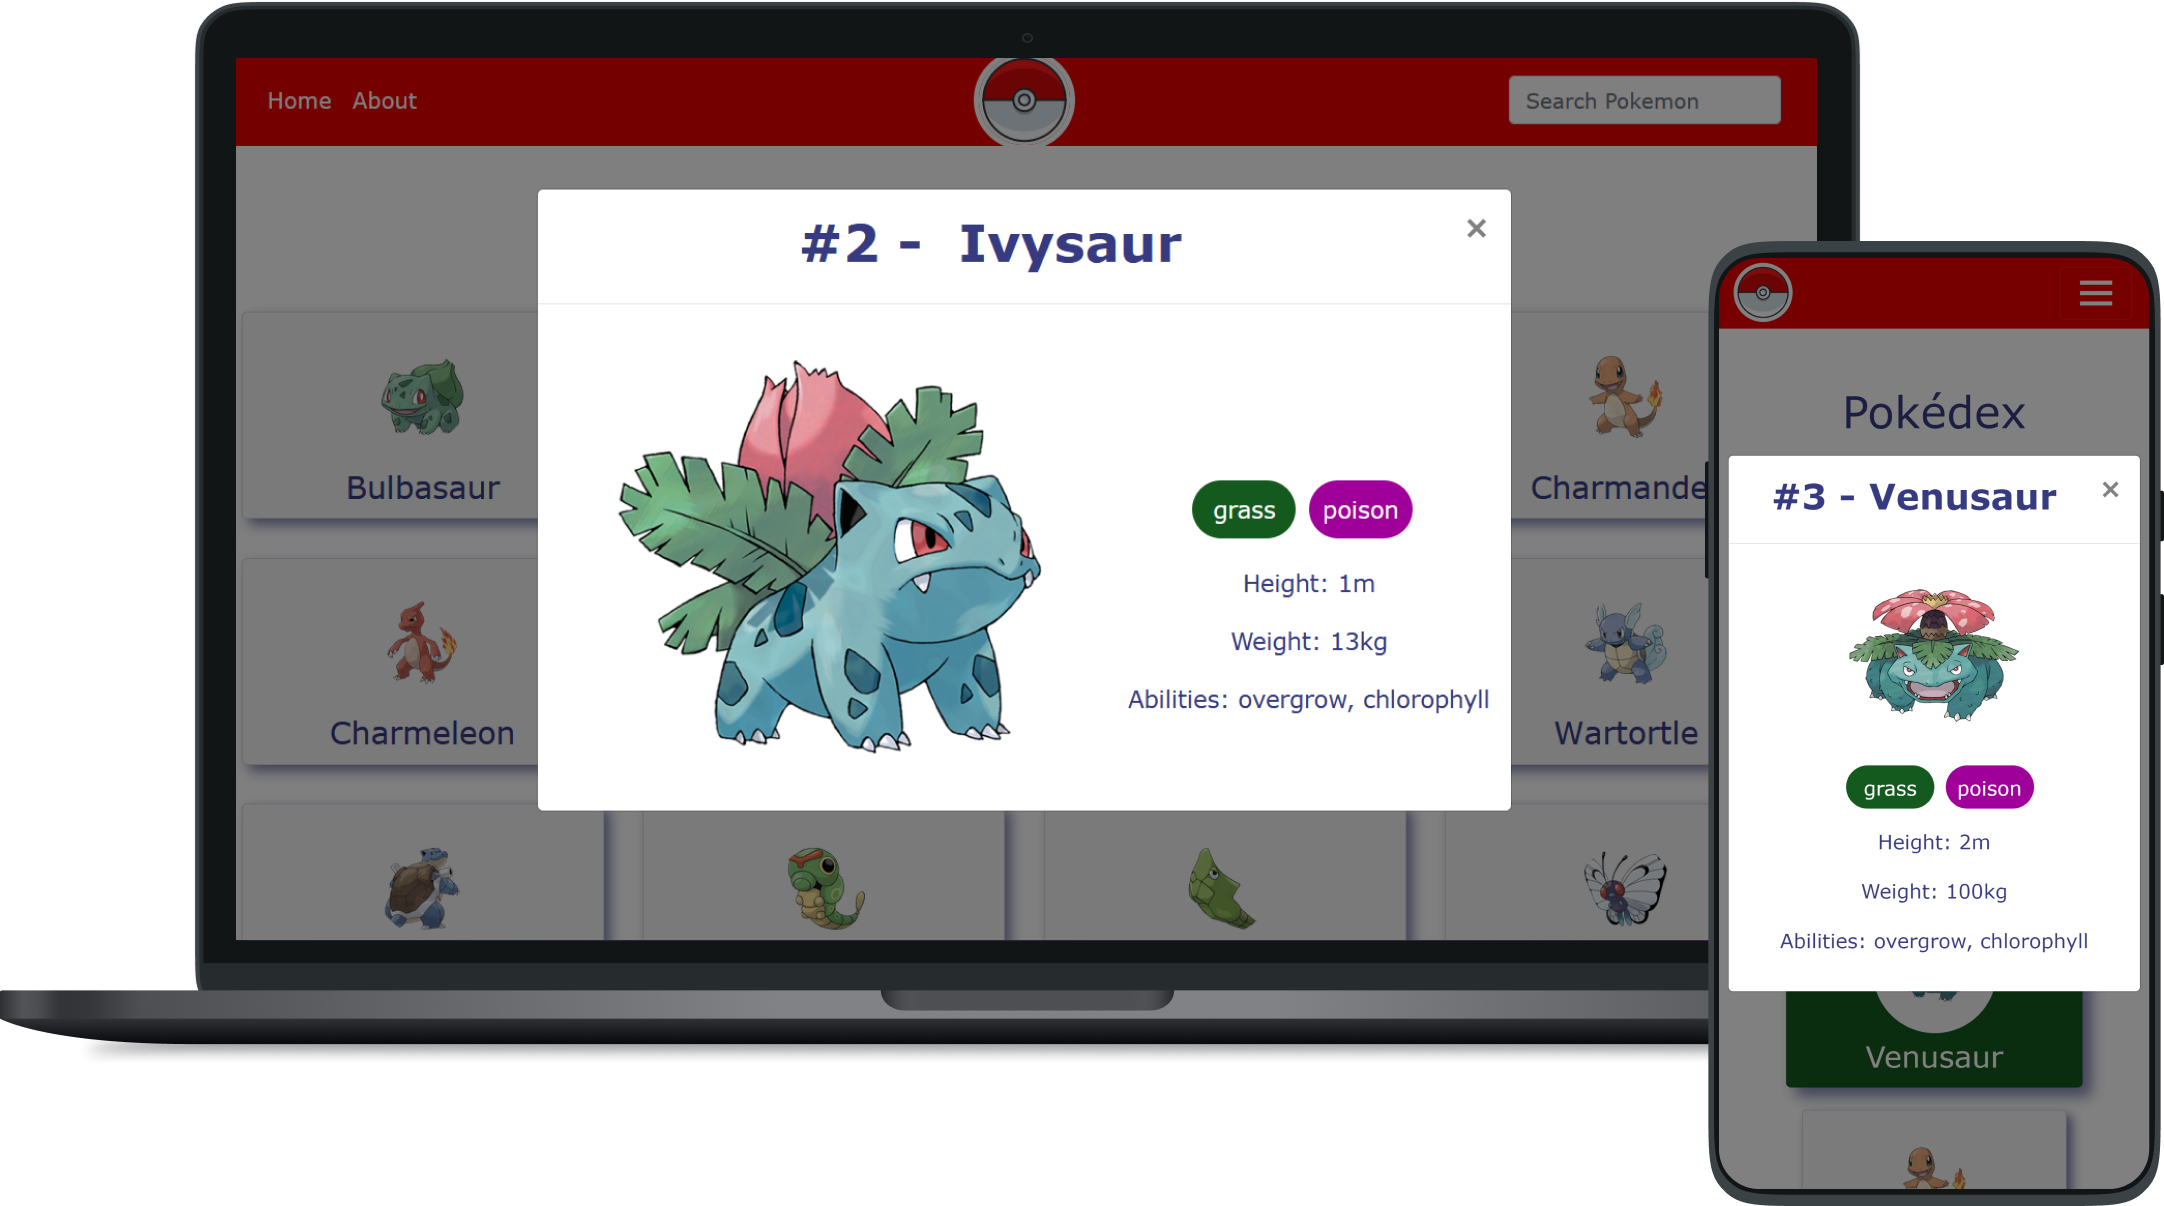 Home About
Search Pokemon
#2 - Ivysaur
grass poison
Height: 1m
Weight: 13kg
Abilities: overgrow, chlorophyll
Bulbasaur
Charmande
Charmeleon
Wartortle
Pokédex
#3 - Venusaur
grass poison
Height: 2m
Weight: 100kg
Abilities: overgrow, chlorophyll
Venusaur